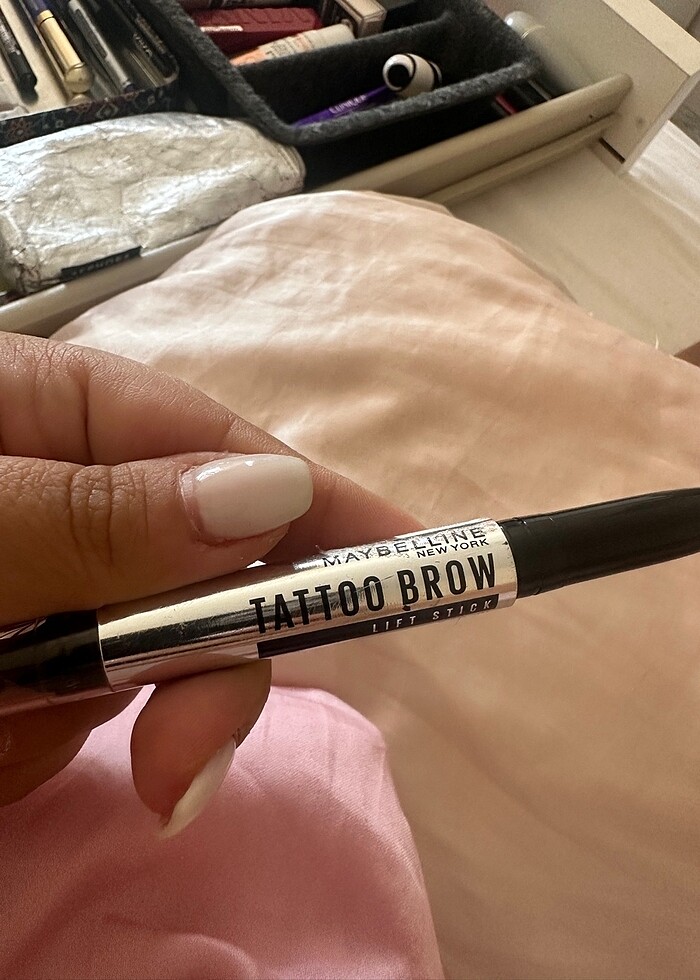 MAYBELLINE
NEW YORK
TATTOO BROW
LIFT STICK